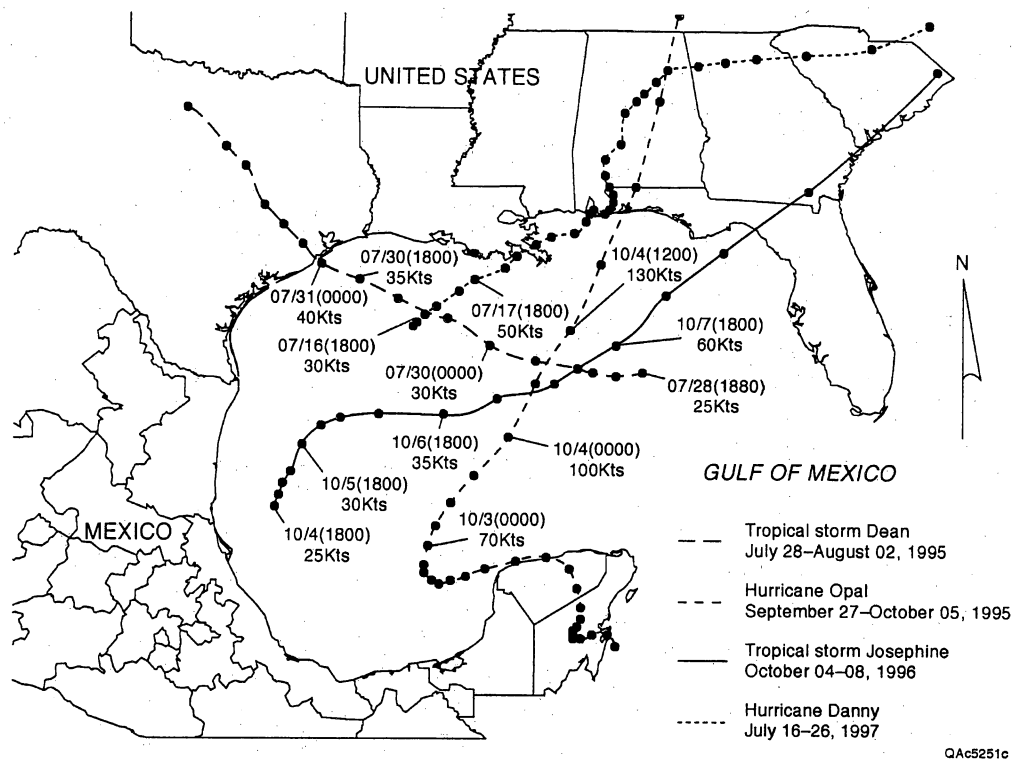 UNITED STATES
07/30(1800)
35Kts
10/4(1200)
130Kts
N
07/31(0000)
40Kts
07/17(1800)
50Kts
10/7(1800)
60Kts
07/16(1800)
30Kts
07/30(0000)
30Kts
07/28(1880)
25Kts
10/6(1800)
35Kts
10/4(0000)
100Kts
GULF OF MEXICO
10/5(1800)
30Kts
10/3(0000)
70Kts
MEXICO
10/4(1800)
25Kts
Tropical storm Dean
July 28–August 02, 1995
Hurricane Opal
September 27–October 05, 1995
Tropical storm Josephine
October 04–08, 1996
Hurricane Danny
July 16–26, 1997
QAc5251c